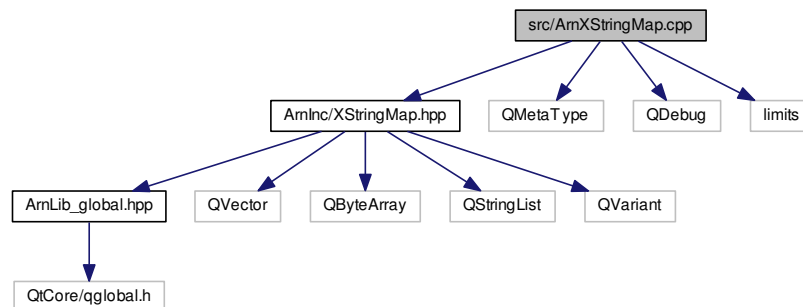 src/ArnXStringMap.cpp
ArnInc/XStringMap.hpp
QMetaType
QDebug
limits
ArnLib_global.hpp
QVector
QByteArray
QStringList
QVariant
QtCore/qglobal.h